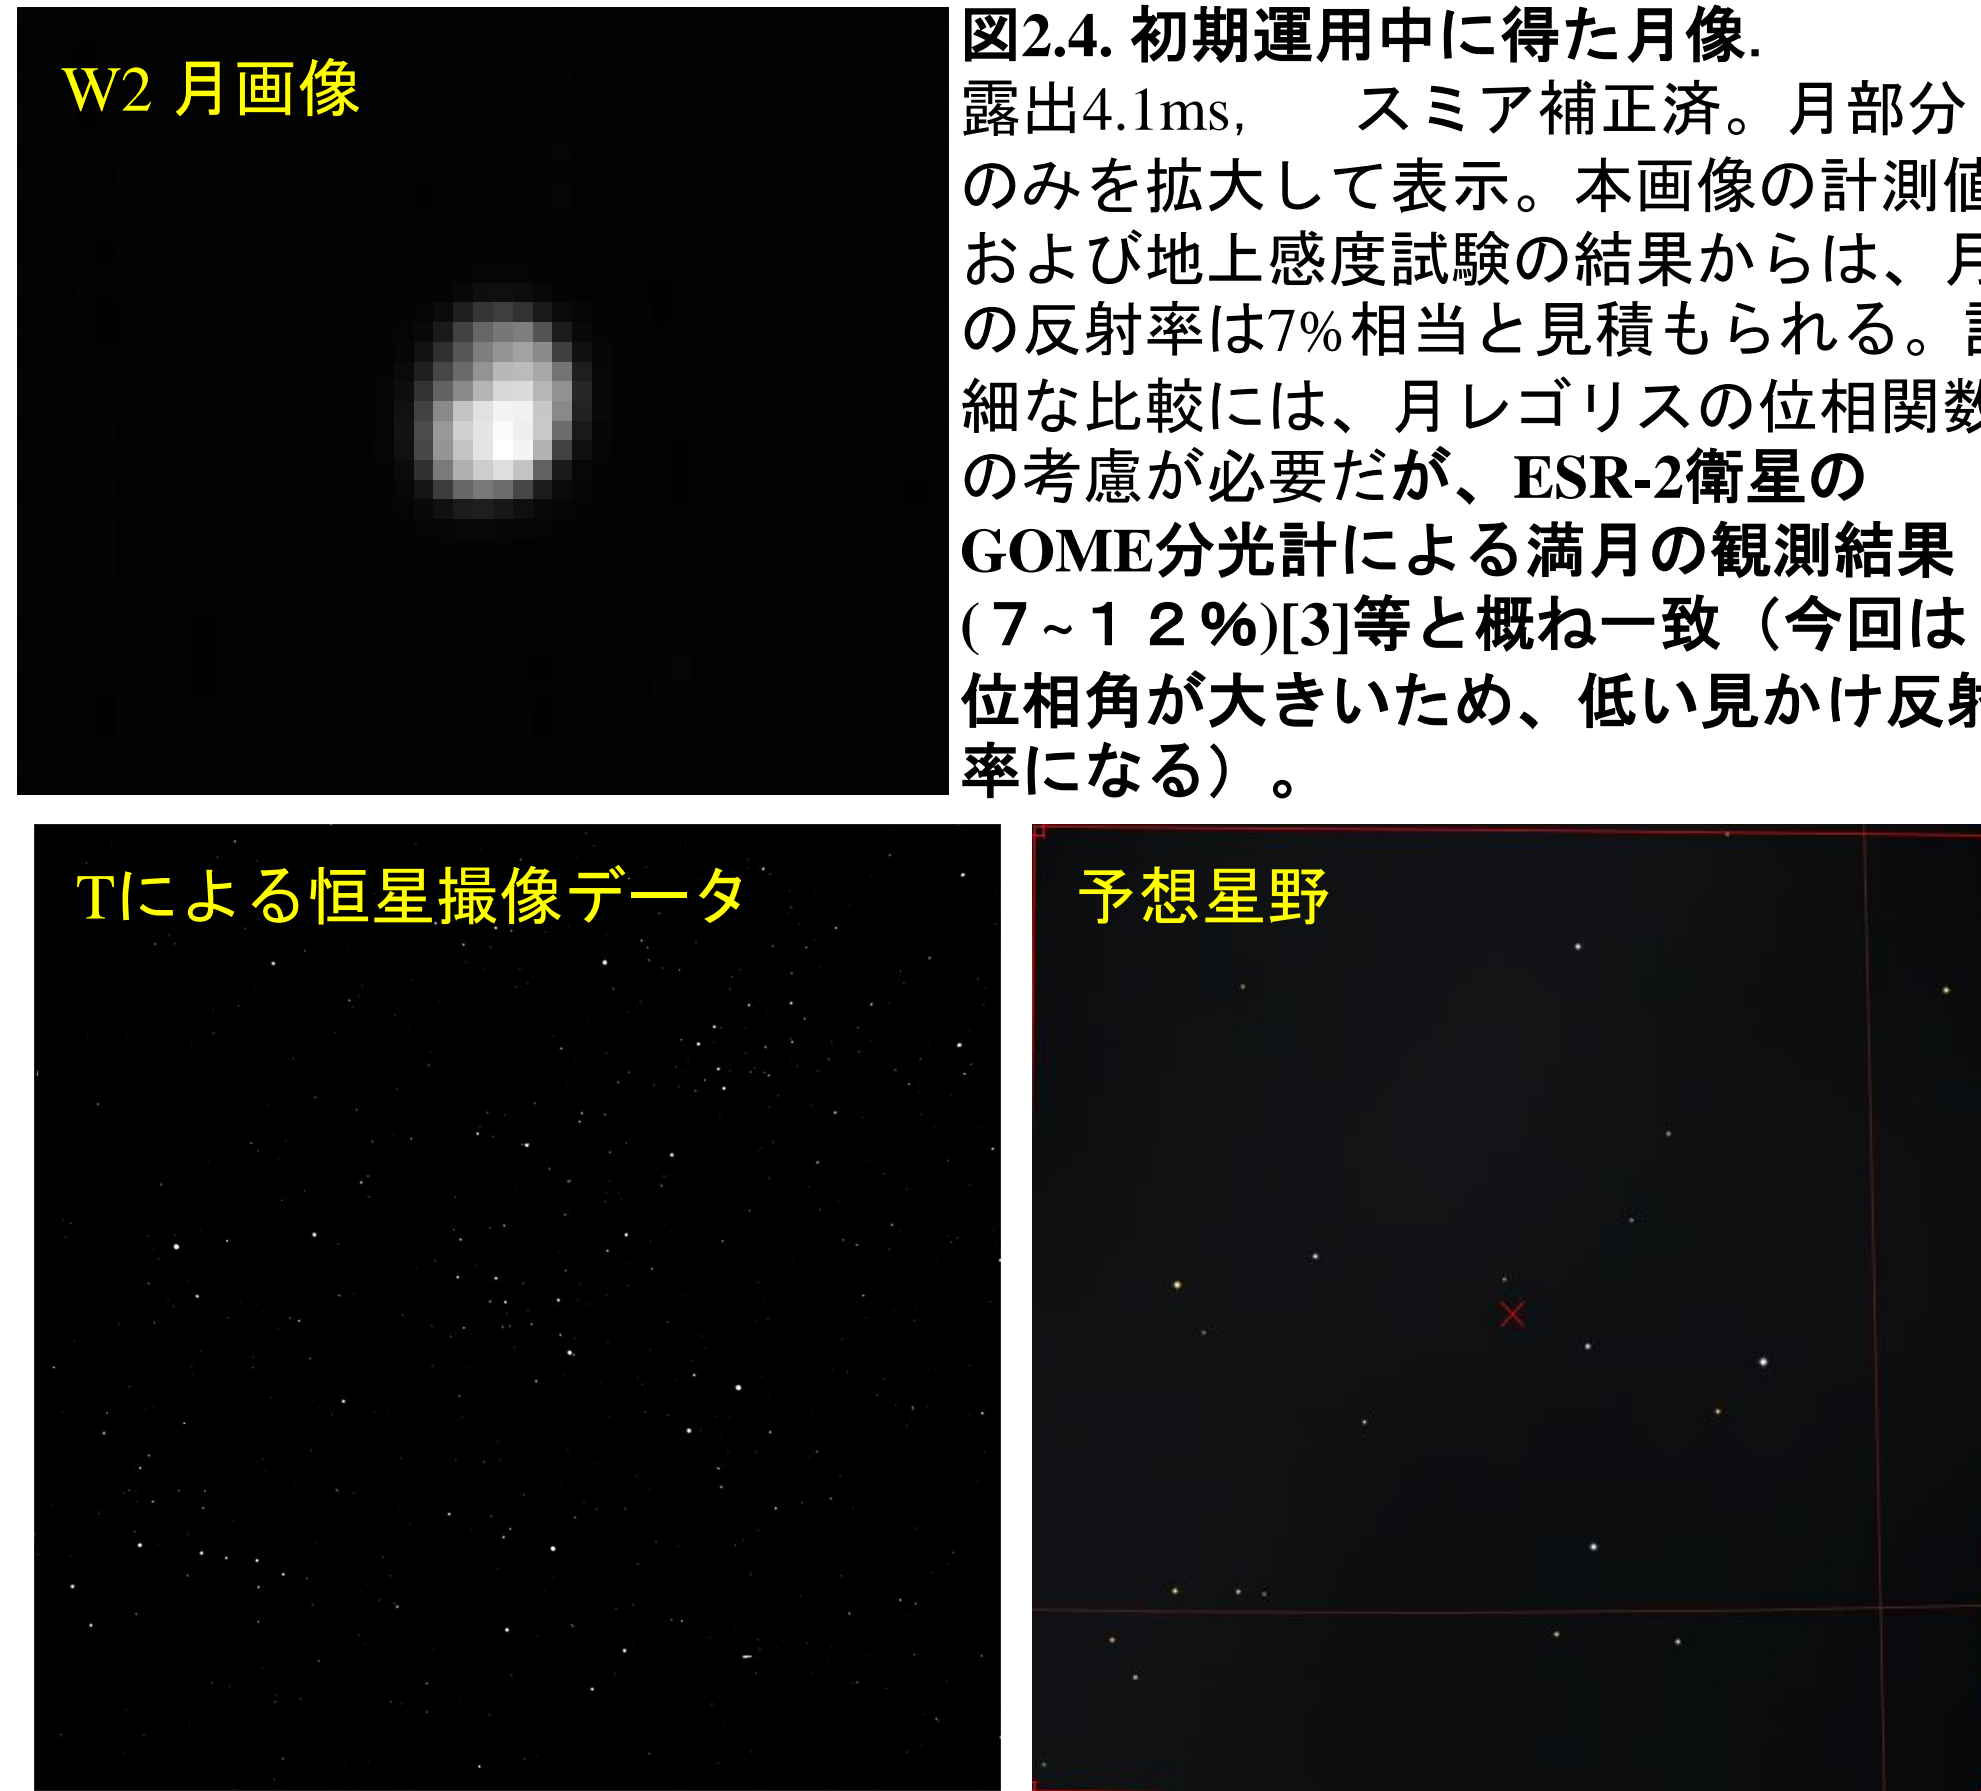 W2 月画像
図2.4. 初期運用中に得た月像.
露出4.1ms,　スミア補正済。月部分
のみを拡大して表示。本画像の計測値
および地上感度試験の結果からは、月
の反射率は7%相当と見積もられる。
細な比較には、月レゴリスの位相関数
の考慮が必要だが、ESR-2衛星の
GOME分光計による満月の観測結果
(７~１２%)[3]等と概ね一致（今回は
位相角が大きいため、低い見かけ反射
率になる）。
Tによる恒星撮像データ
予想星野